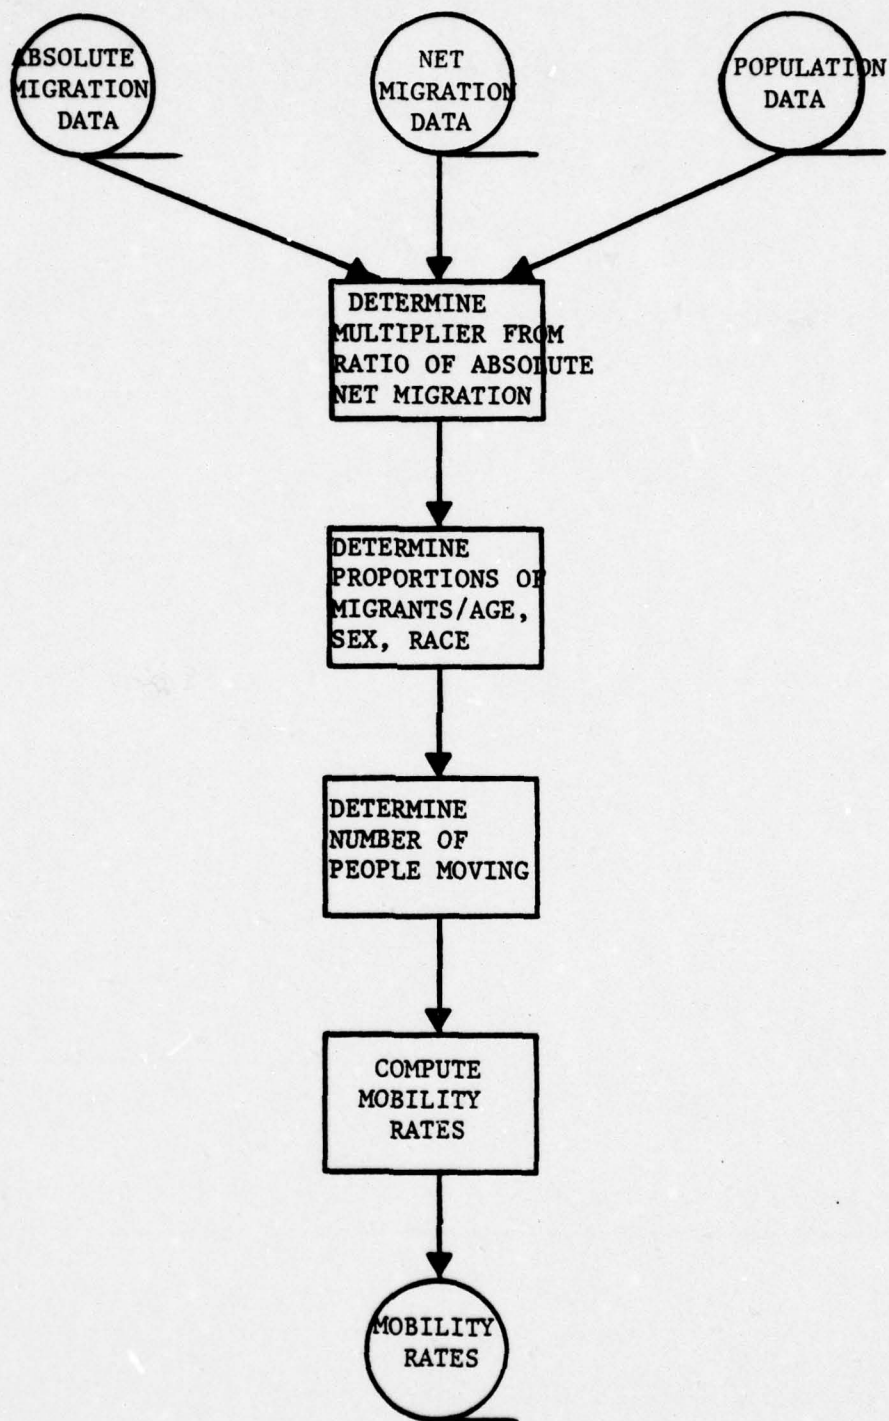 ABSOLUTE
MIGRATION
DATA
NET
MIGRATION
DATA
POPULATION
DATA
DETERMINE
MULTIPLIER FROM
RATIO OF ABSOLUTE
NET MIGRATION
DETERMINE
PROPORTIONS OF
MIGRANTS/AGE,
SEX, RACE
DETERMINE
NUMBER OF
PEOPLE MOVING
COMPUTE
MOBILITY
RATES
MOBILITY
RATES